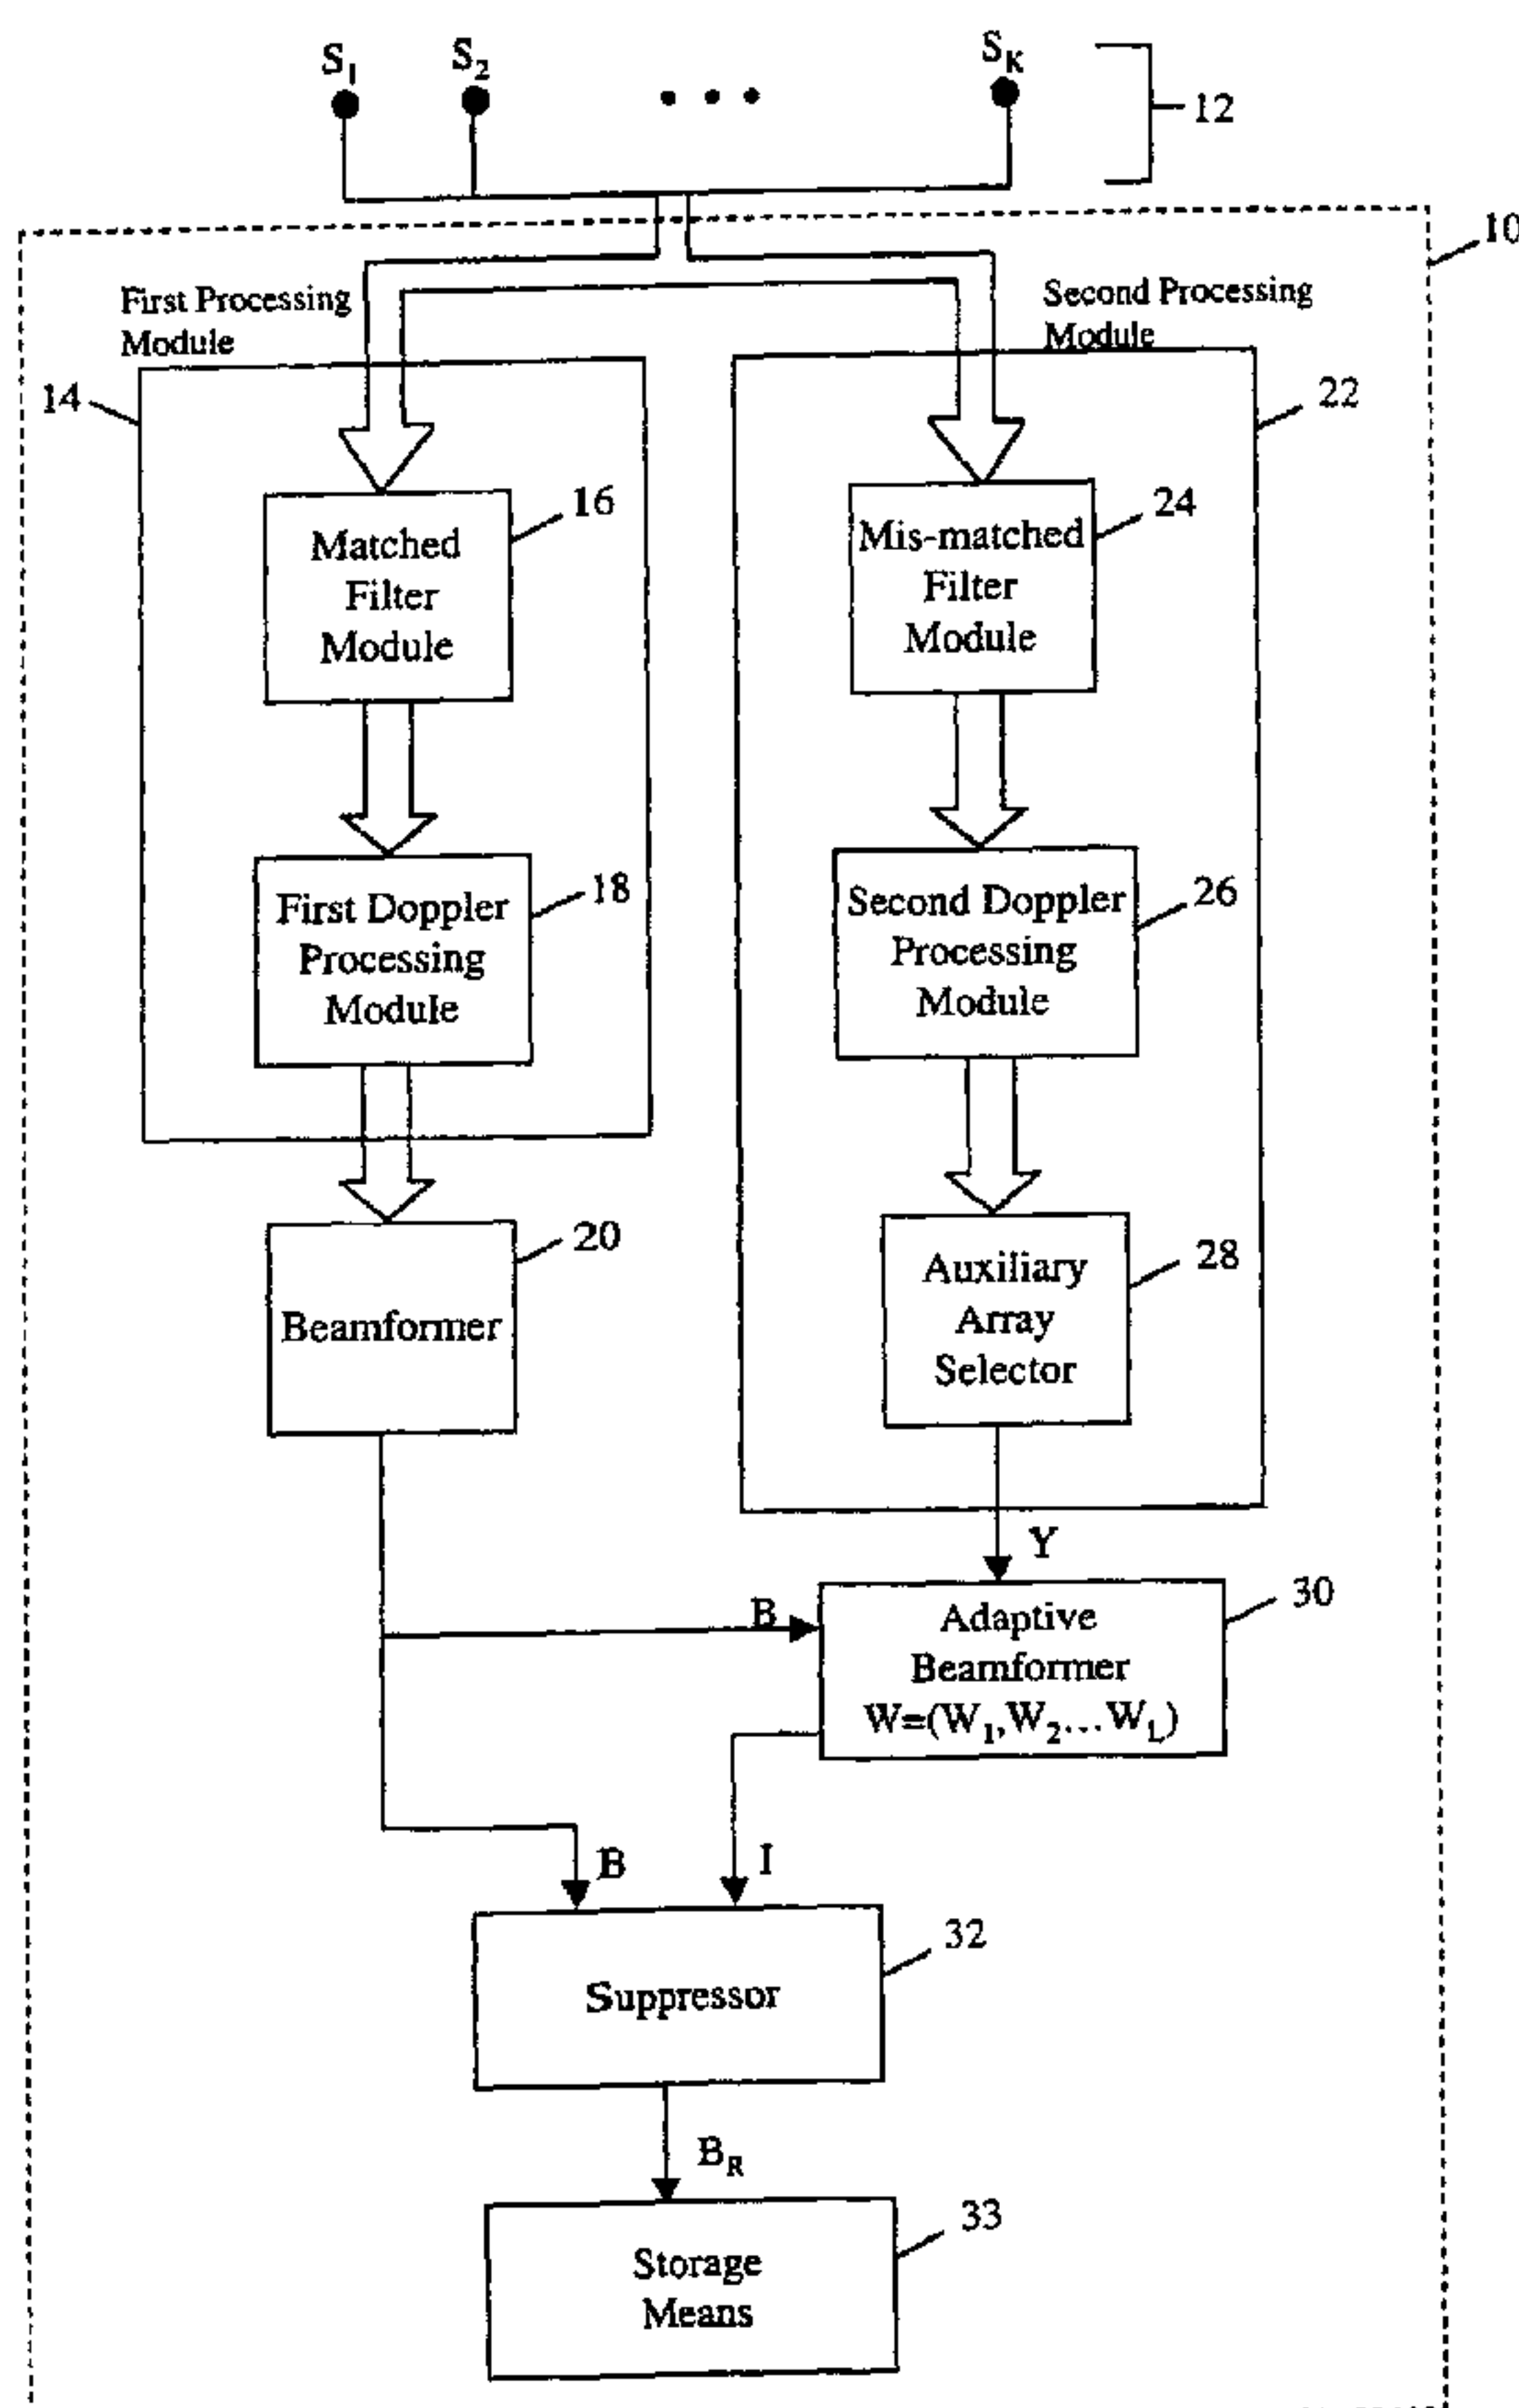 S1 S2 • • • SK
12
10
First Processing
Module
Second Processing
Module
14
22
16
Matched
Filter
Module
24
Mis-matched
Filter
Module
18
First Doppler
Processing
Module
26
Second Doppler
Processing
Module
20
Beamformer
28
Auxiliary
Array
Selector
Y
B
30
Adaptive
Beamformer
W=(W1,W2...WL)
B
I
32
Suppressor
BR
33
Storage
Means